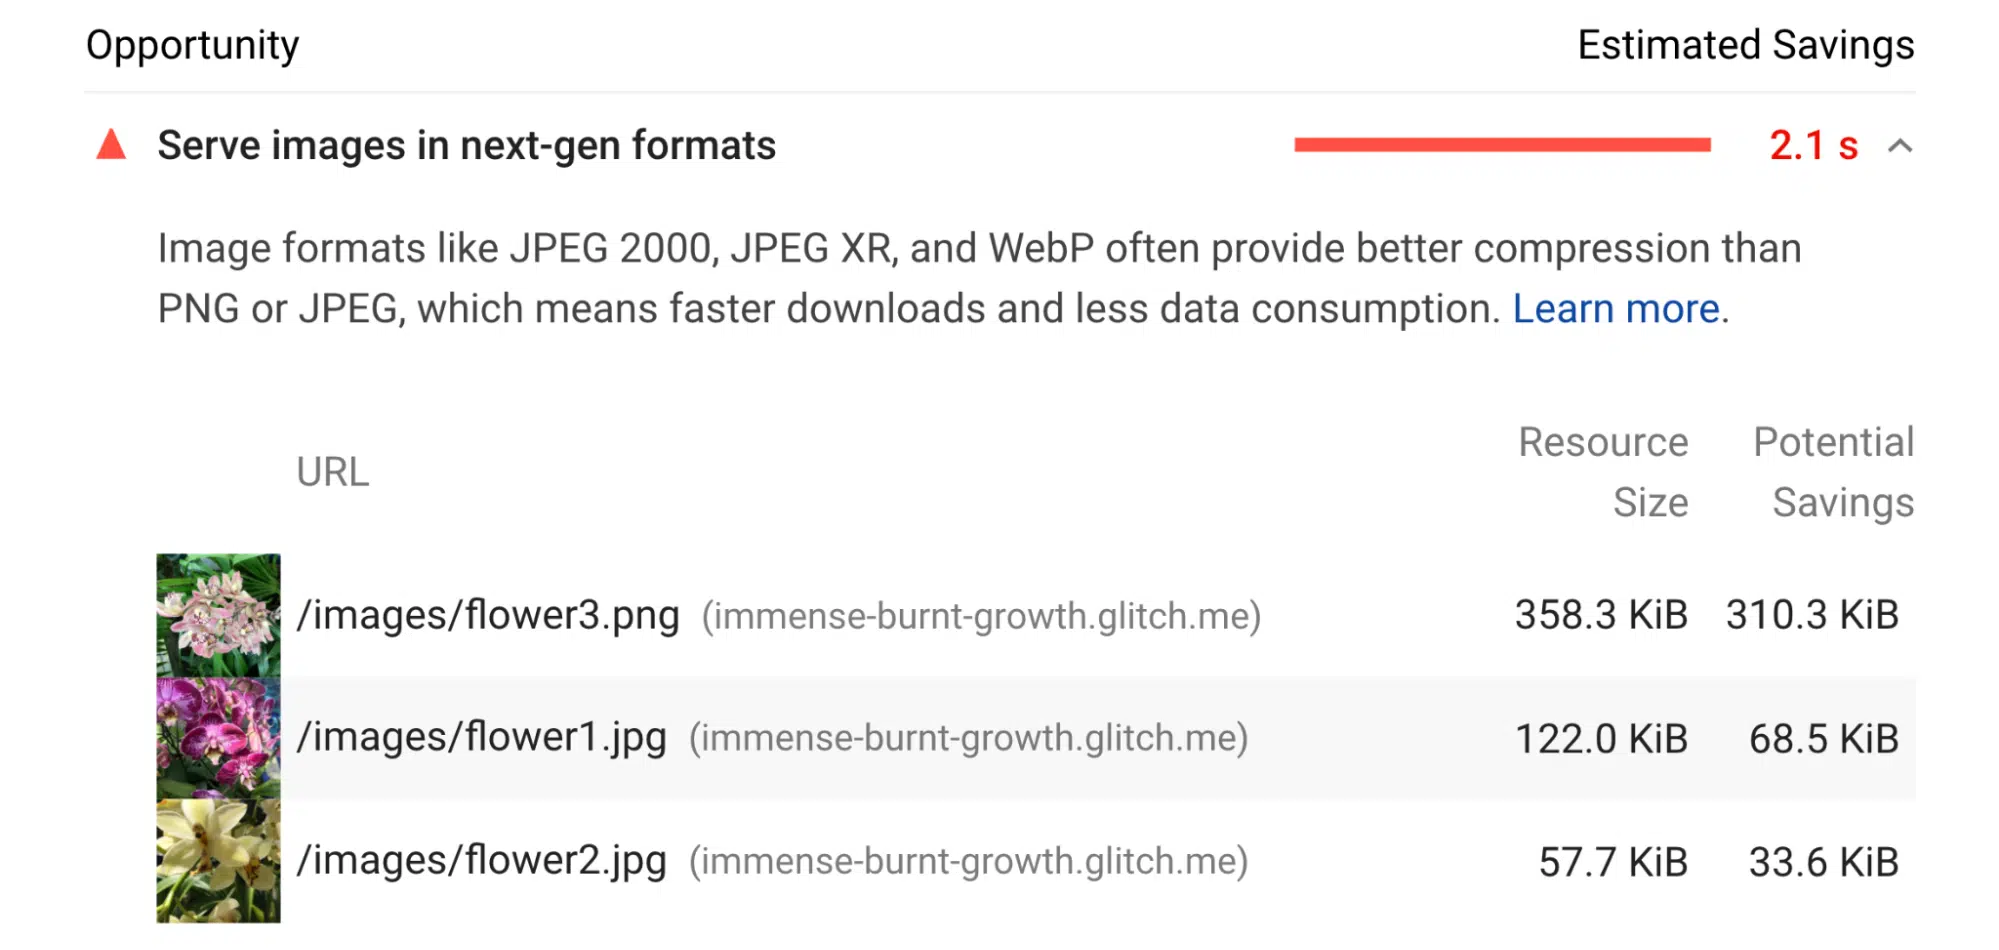 Opportunity Estimated Savings
Serve images in next-gen formats 2.1 s
Image formats like JPEG 2000, JPEG XR, and WebP often provide better compression than
PNG or JPEG, which means faster downloads and less data consumption. Learn more.
URL Resource Size Potential Savings
/images/flower3.png (immense-burnt-growth.glitch.me) 358.3 KiB 310.3 KiB
/images/flower1.jpg (immense-burnt-growth.glitch.me) 122.0 KiB 68.5 KiB
/images/flower2.jpg (immense-burnt-growth.glitch.me) 57.7 KiB 33.6 KiB